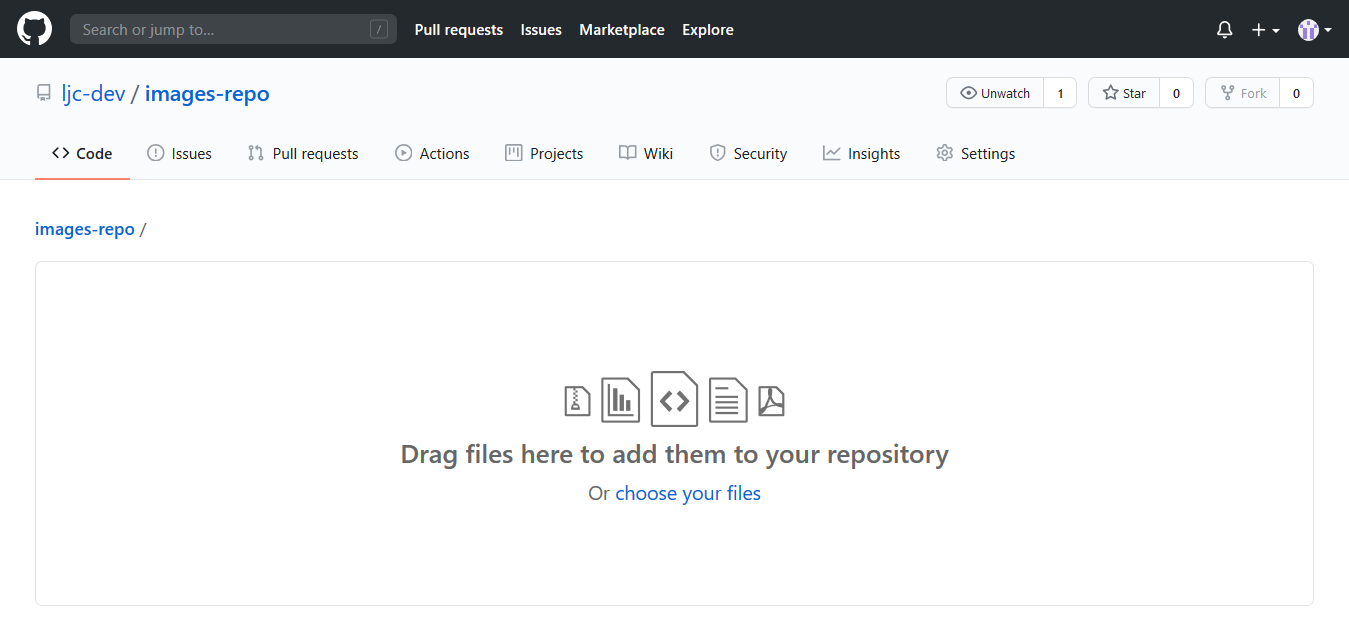 Search or jump to... /
Pull requests Issues Marketplace Explore
ljc-dev / images-repo
Unwatch 1 Star 0 Fork 0
Code Issues Pull requests Actions Projects Wiki Security Insights Settings
images-repo /
Drag files here to add them to your repository
Or choose your files